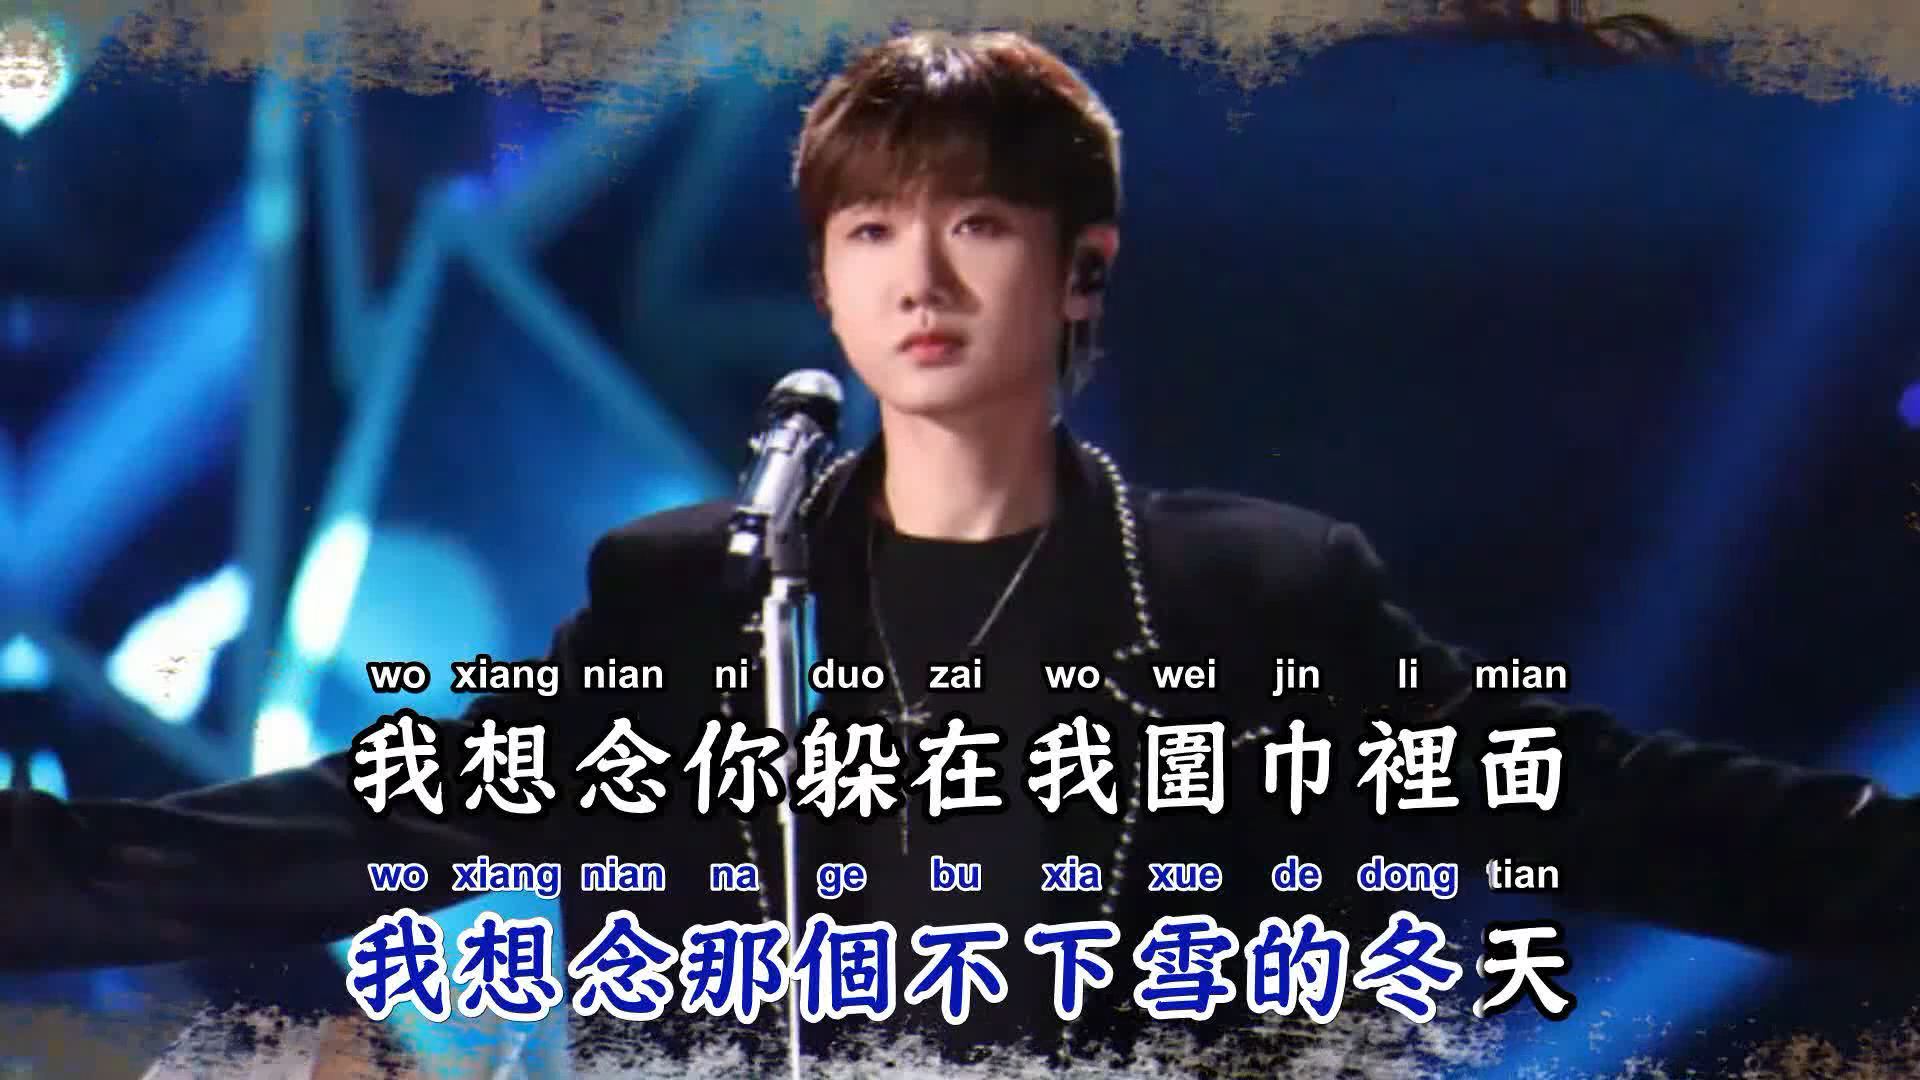 wo xiang nian ni duo zai wo wei jin li mian
我想念你躲在我圍巾裡面
wo xiang nian na ge bu xia xue de dong tian
我想念那個不下雪的冬天